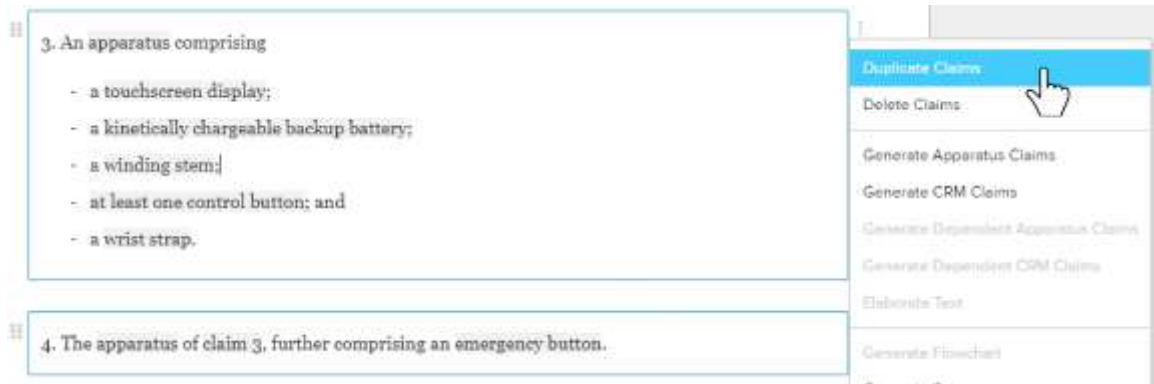 3. An apparatus comprising
- a touchscreen display;
- a kinetically chargeable backup battery;
- a winding stem;
- at least one control button; and
- a wrist strap.
4. The apparatus of claim 3, further comprising an emergency button.
Duplicate Claims
Delete Claims
Generate Apparatus Claims
Generate CRM Claims
Generate Dependent Apparatus Claims
Generate Dependent CRM Claims
Elaborate Text
Generate Flowchart